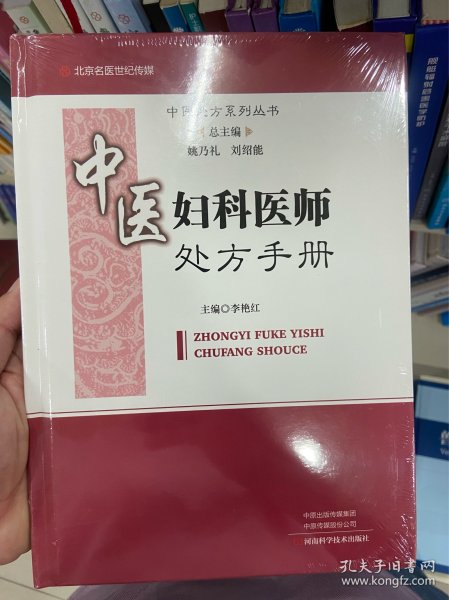 北京名医世纪传媒
中医处方系列丛书
总主编
姚乃礼 刘绍能
中医妇科医师
处方手册
主编◎李艳红
ZHONGYI FUKE YISHI
CHUFANG SHOUCE
中原出版传媒集团
中原传媒股份公司
河南科学技术出版社
孔夫子旧书网
www.kongfz.com